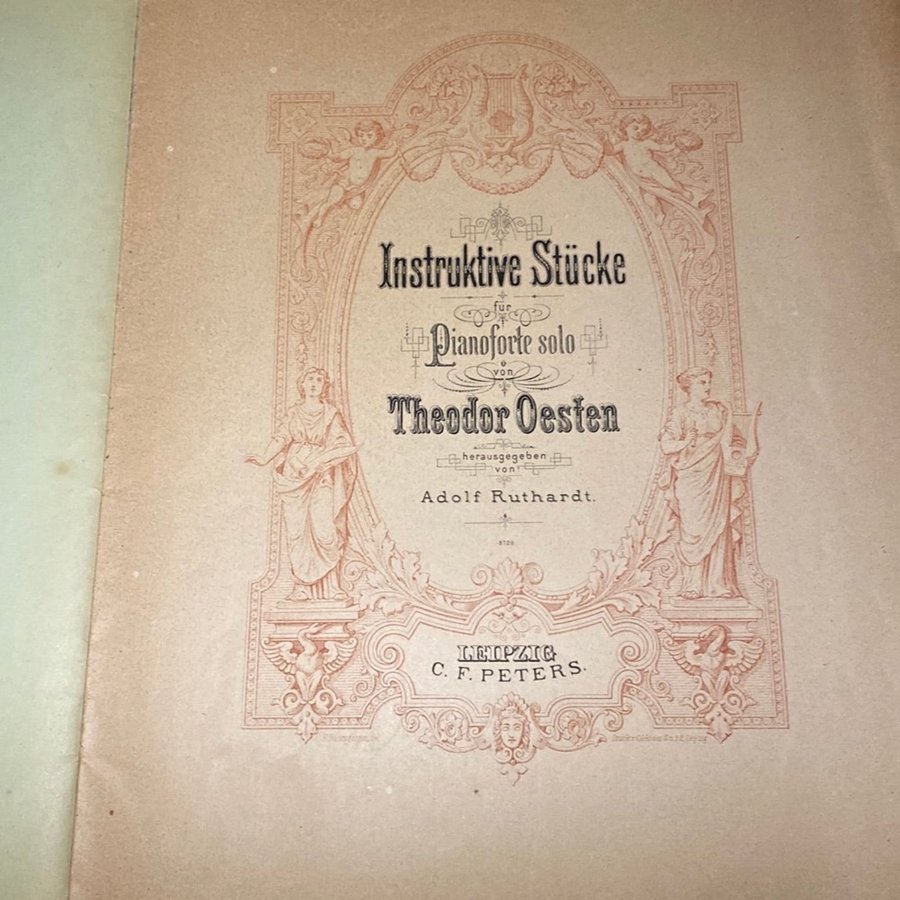 Instruktive Stücke
für
Pianoforte solo
von
Theodor Oesten
herausgegeben
von
Adolf Ruthardt.
LEIPZIG
C. F. PETERS.